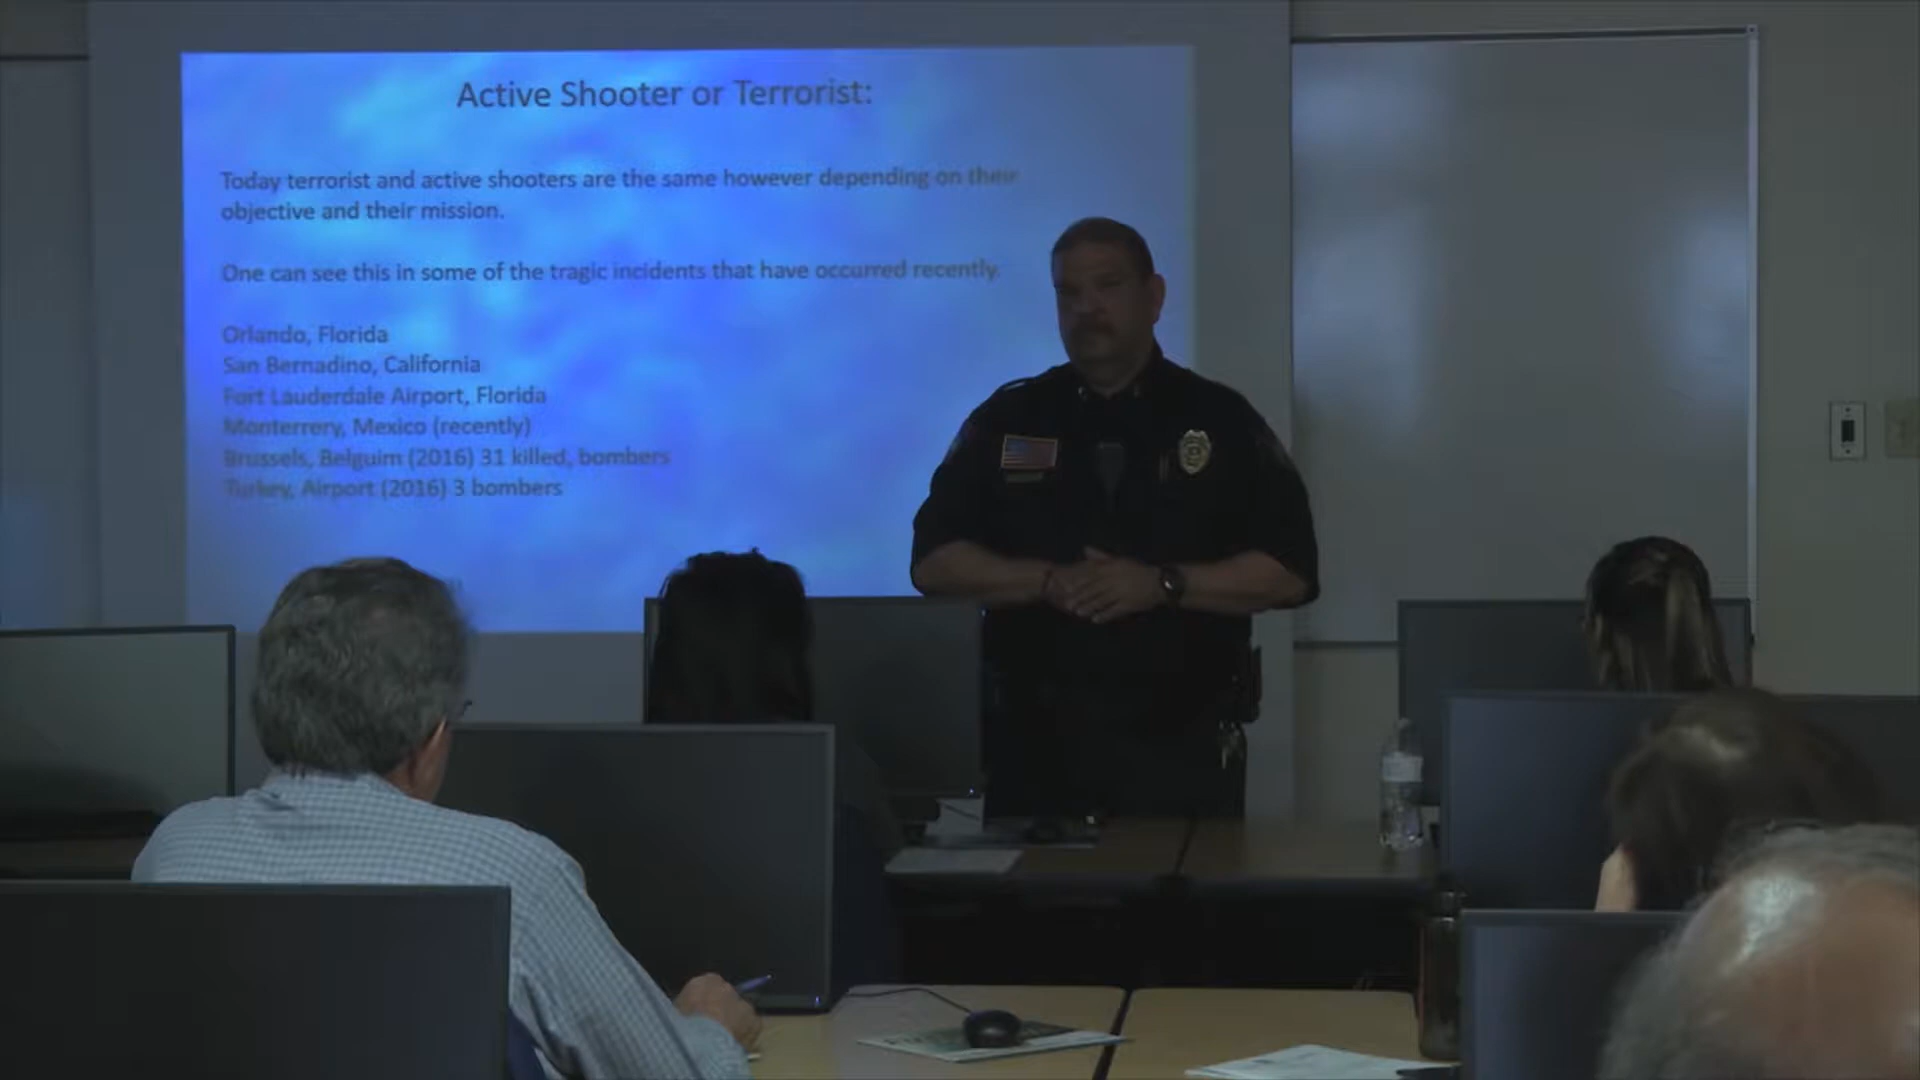 Active Shooter or Terrorist:
Today terrorist and active shooters are the same however depending on their
objective and their mission.
One can see this in some of the tragic incidents that have occurred recently.
Orlando, Florida
San Bernadino, California
Fort Lauderdale Airport, Florida
Monterrery, Mexico (recently)
Brussels, Belguim (2016) 31 killed, bombers
Turkey, Airport (2016) 3 bombers